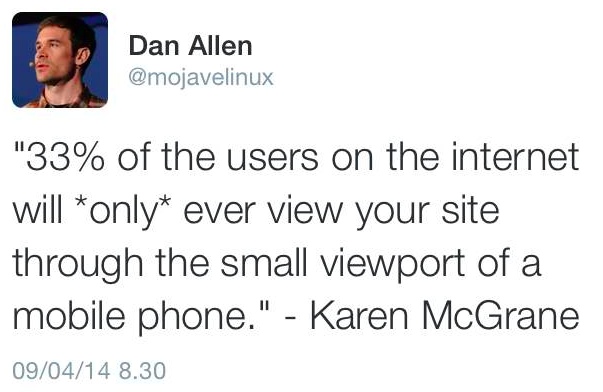 Dan Allen
@mojavelinux
"33% of the users on the internet
will *only* ever view your site
through the small viewport of a
mobile phone." - Karen McGrane
09/04/14 8.30